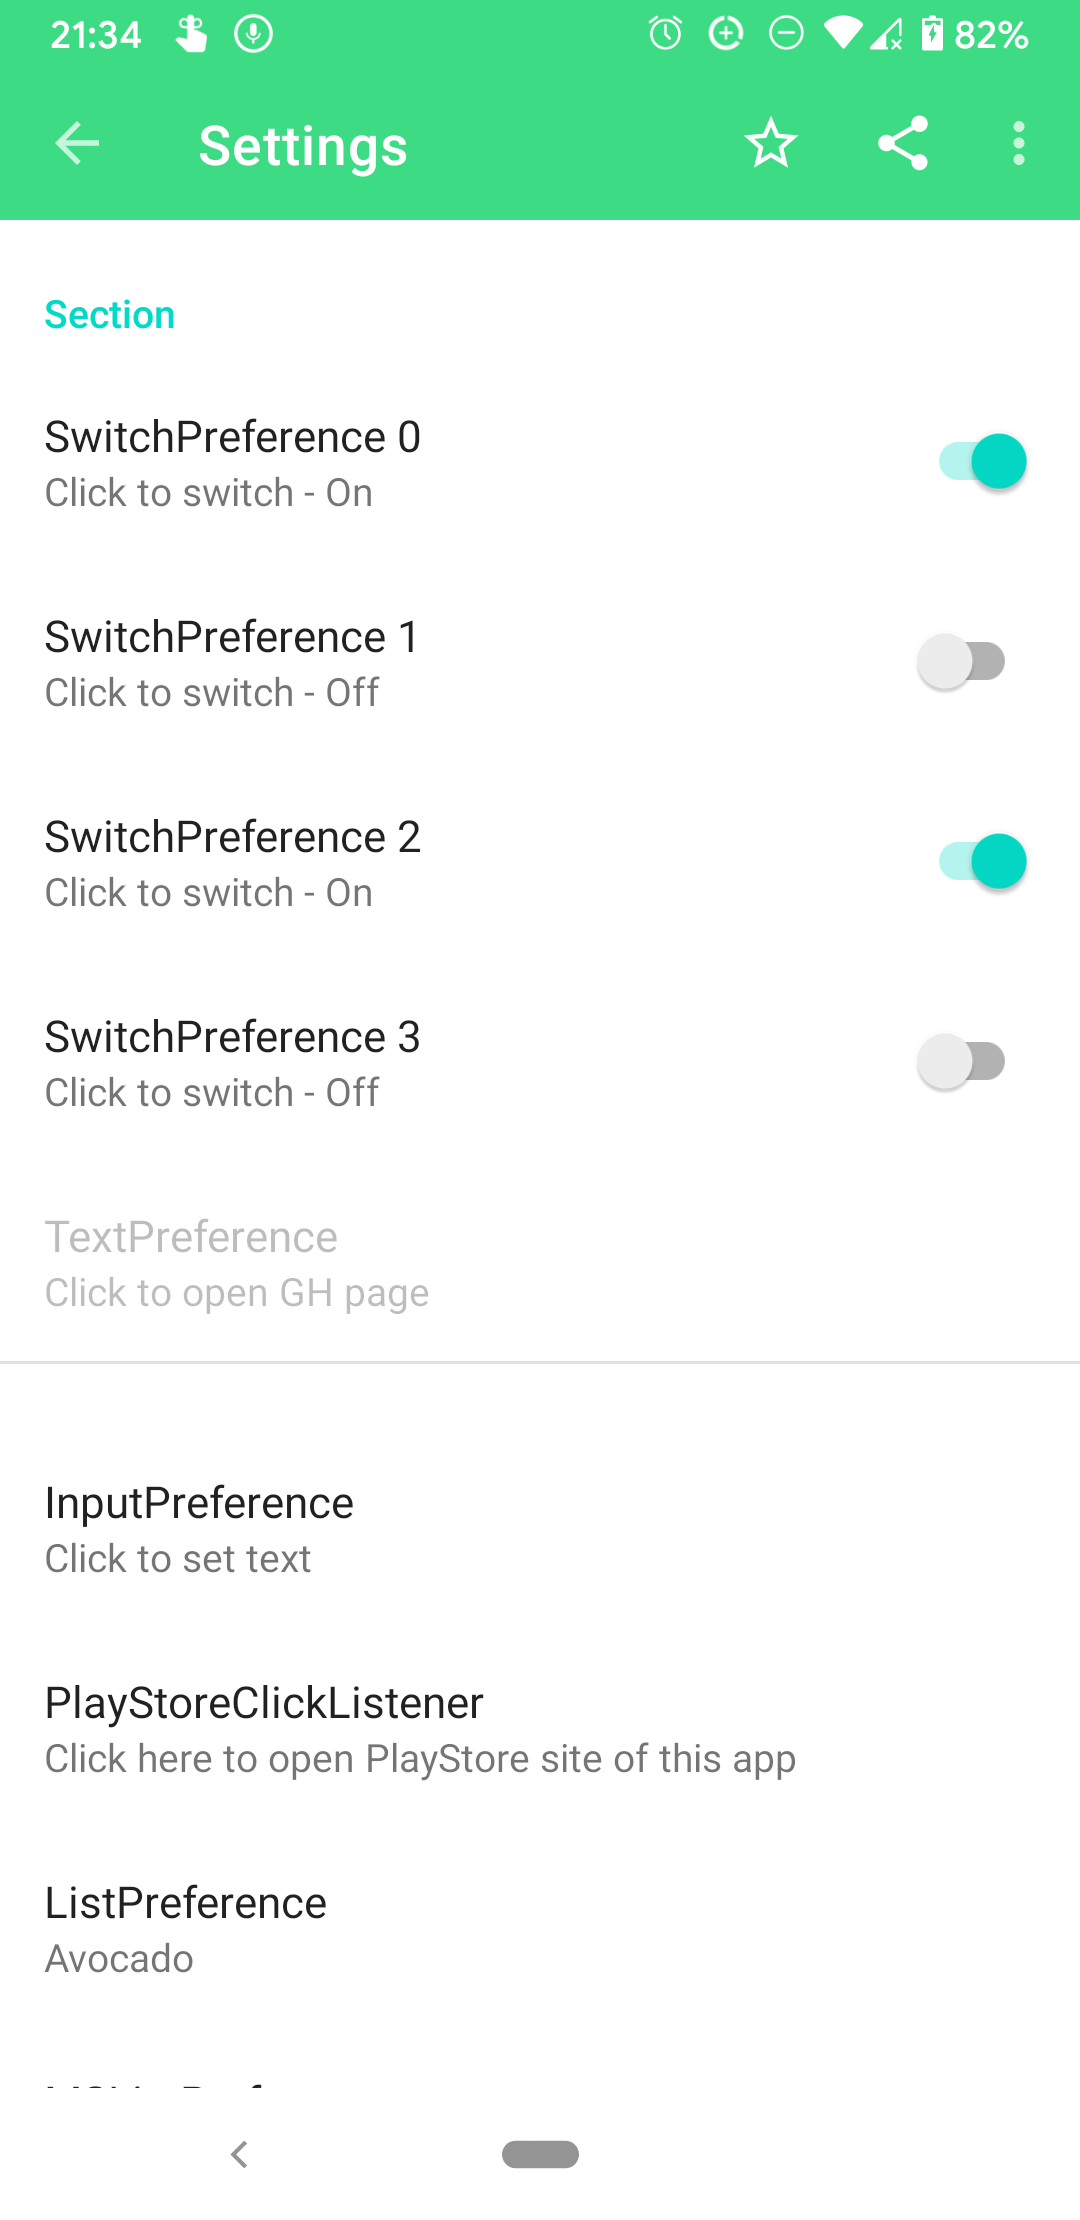 21:34 82%
Settings
Section
SwitchPreference 0
Click to switch - On
SwitchPreference 1
Click to switch - Off
SwitchPreference 2
Click to switch - On
SwitchPreference 3
Click to switch - Off
TextPreference
Click to open GH page
InputPreference
Click to set text
PlayStoreClickListener
Click here to open PlayStore site of this app
ListPreference
Avocado